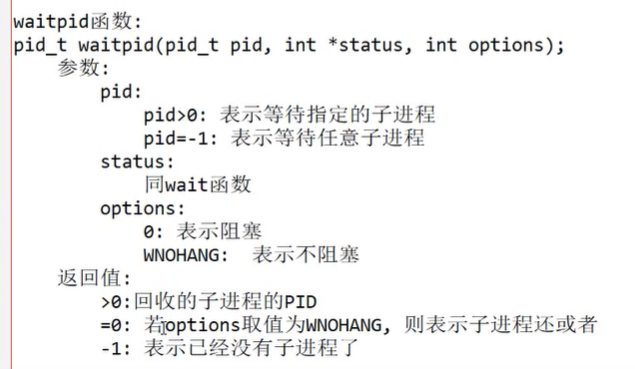 waitpid函数:
pid_t waitpid(pid_t pid, int *status, int options);
参数:
pid:
pid>0: 表示等待指定的子进程
pid=-1: 表示等待任意子进程
status:
同wait函数
options:
0: 表示阻塞
WNOHANG: 表示不阻塞
返回值:
>0:回收的子进程的PID
=0: 若options取值为WNOHANG, 则表示子进程还或者
-1: 表示已经没有子进程了